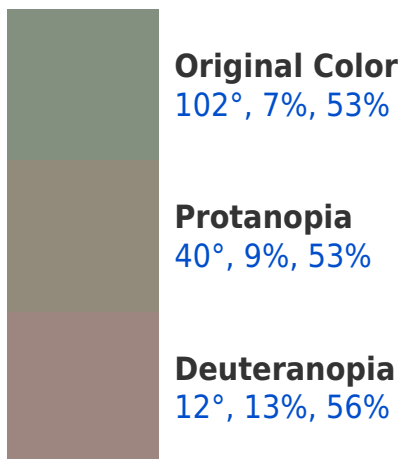 Original Color
102°, 7%, 53%
Protanopia
40°, 9%, 53%
Deuteranopia
12°, 13%, 56%